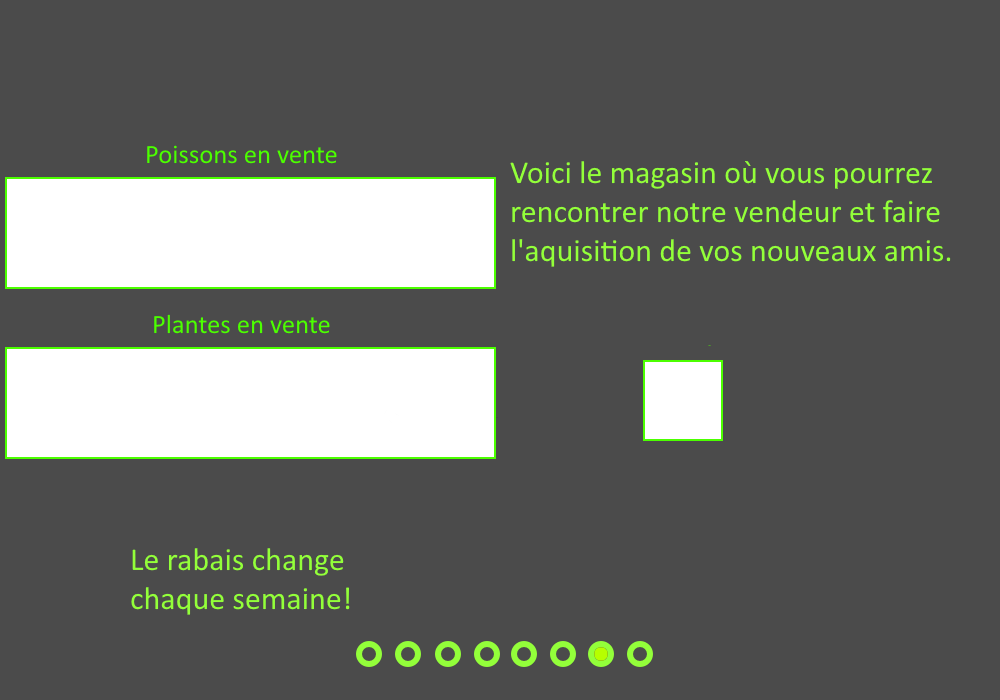 Poissons en vente
Voici le magasin où vous pourrez
rencontrer notre vendeur et faire
l'aquisition de vos nouveaux amis.
Plantes en vente
Le rabais change
chaque semaine!